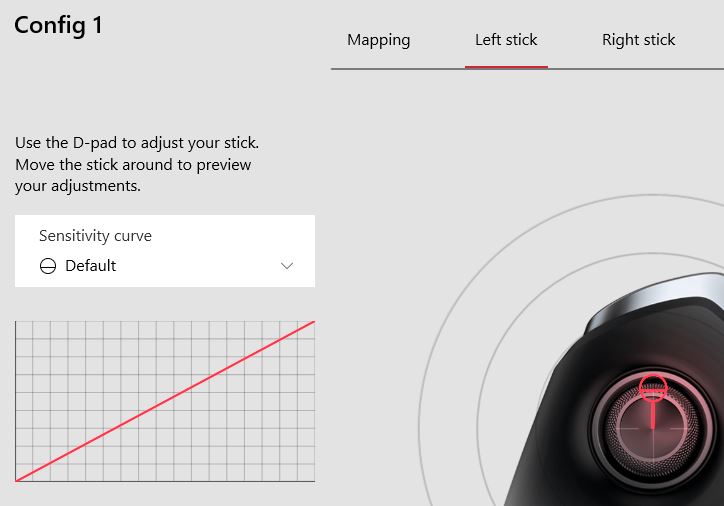 Config 1
Mapping
Left stick
Right stick
Use the D-pad to adjust your stick.
Move the stick around to preview
your adjustments.
Sensitivity curve
Default